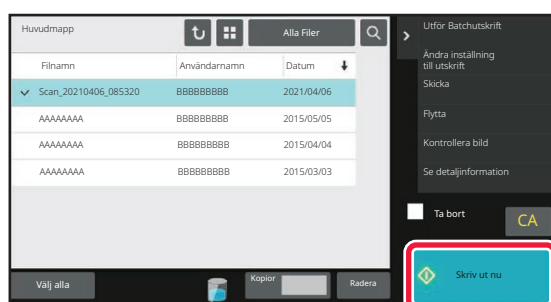 Huvudmapp
Alla Filer
Filnamn Användarnamn Datum
Scan_20210406_085320 BBBBBBBBB 2021/04/06
AAAAAAAA BBBBBBBBB 2015/05/05
AAAAAAAA BBBBBBBBB 2015/04/04
AAAAAAAA BBBBBBBBB 2015/03/03
Välj alla
Kopior
Radera
Utför Batchutskrift
Ändra inställning
till utskrift
Skicka
Flytta
Kontrollera bild
Se detaljinformation
Ta bort
CA
Skriv ut nu